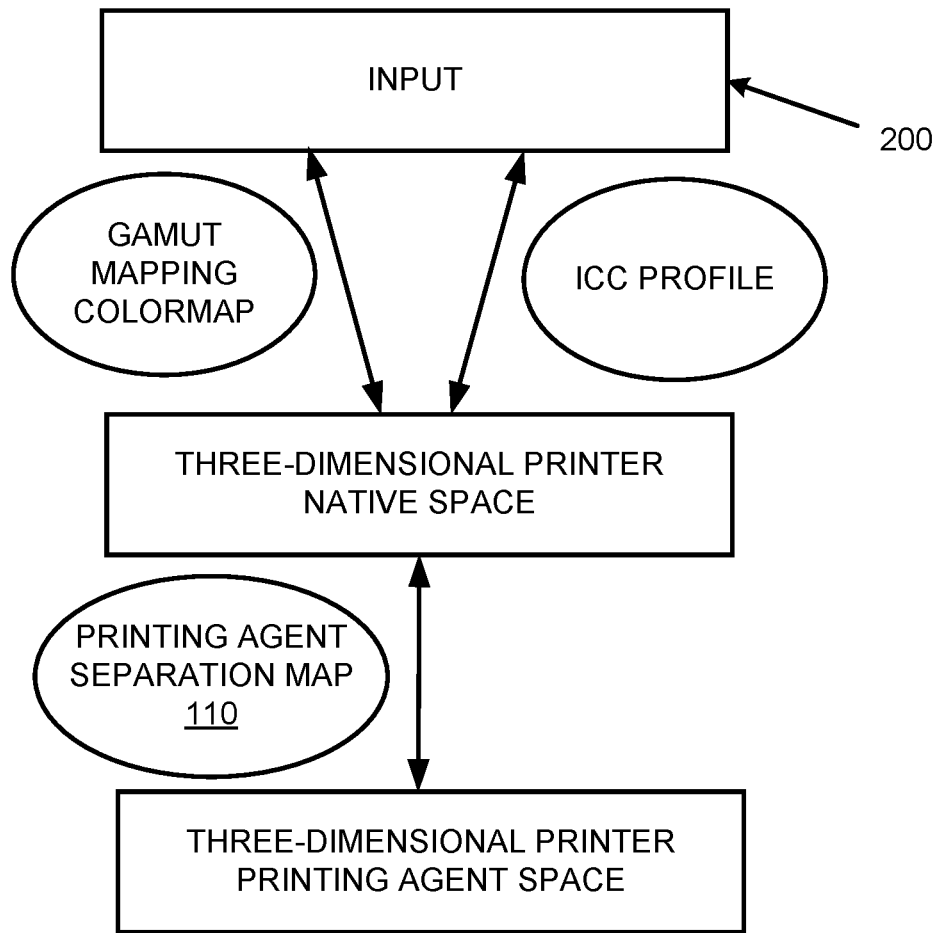 INPUT
200
GAMUT
MAPPING
COLORMAP
ICC PROFILE
THREE-DIMENSIONAL PRINTER
NATIVE SPACE
PRINTING AGENT
SEPARATION MAP
110
THREE-DIMENSIONAL PRINTER
PRINTING AGENT SPACE